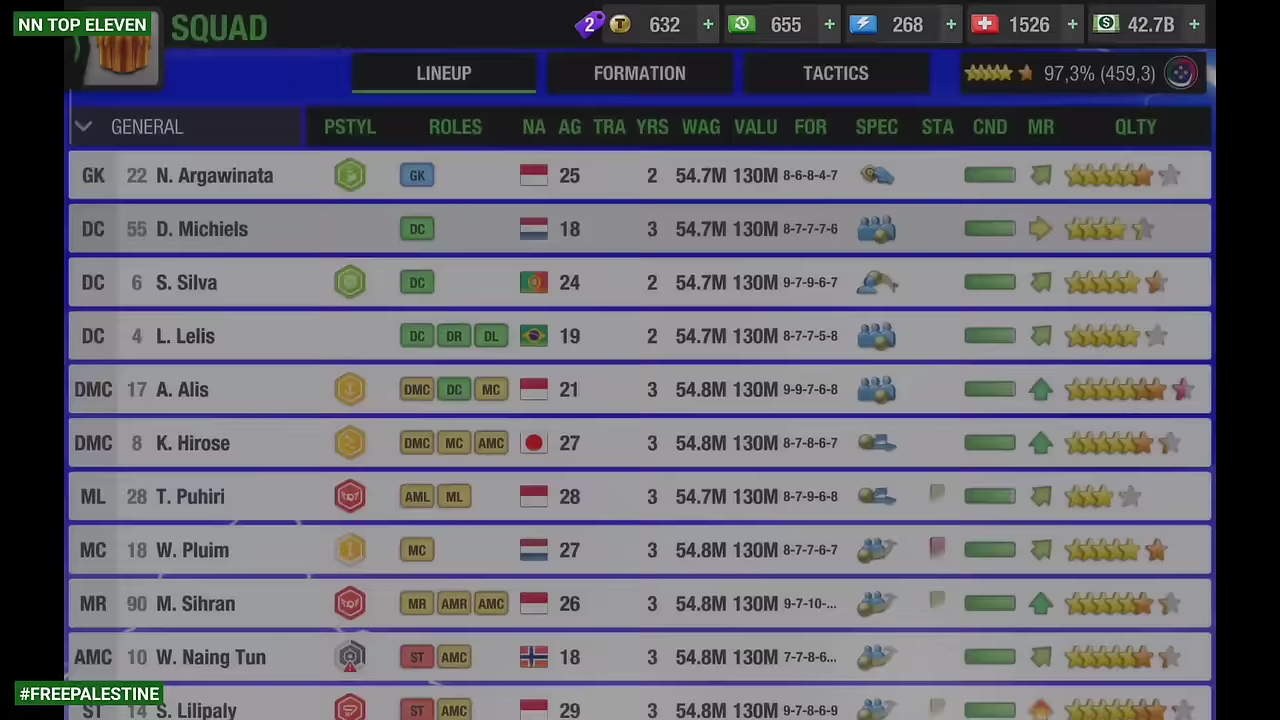 NN TOP ELEVEN
SQUAD
2 T 632 + 655 + 268 + 1526 + S 42.7B +
LINEUP FORMATION TACTICS 97,3% (459,3)
GENERAL PSTYL ROLES NA AG TRA YRS WAG VALU FOR SPEC STA CND MR QLTY
GK 22 N. Argawinata GK 25 2 54.7M 130M 8-6-8-4-7
DC 55 D. Michiels DC 18 3 54.7M 130M 8-7-7-7-6
DC 6 S. Silva DC 24 2 54.7M 130M 9-7-9-6-7
DC 4 L. Lelis DC DR DL 19 2 54.7M 130M 8-7-7-5-8
DMC 17 A. Alis DMC DC MC 21 3 54.8M 130M 9-9-7-6-8
DMC 8 K. Hirose DMC MC AMC 27 3 54.8M 130M 8-7-8-6-7
ML 28 T. Puhiri AML ML 28 3 54.7M 130M 8-7-9-6-8
MC 18 W. Pluim MC 27 3 54.8M 130M 8-7-7-6-7
MR 90 M. Sihran MR AMR AMC 26 3 54.8M 130M 9-7-10-...
AMC 10 W. Naing Tun ST AMC 18 3 54.8M 130M 7-7-8-6...
#FREEPALESTINE
ST 14 S. Lilipaly ST AMC 29 3 54.8M 130M 9-7-8-6-9